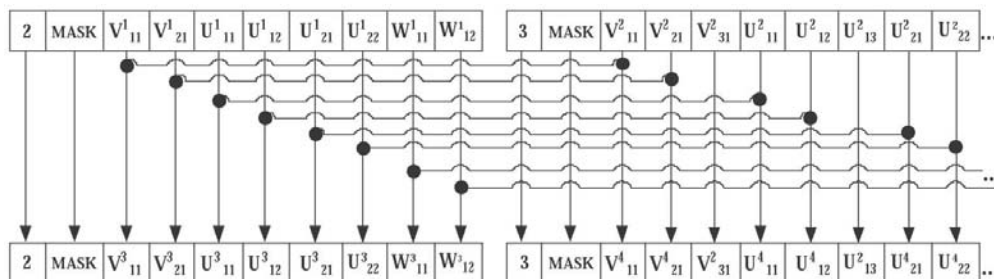 2 MASK V¹₁₁ V¹₂₁ U¹₁₁ U¹₁₂ U¹₂₁ U¹₂₂ W¹₁₁ W¹₁₂ 3 MASK V²₁₁ V²₂₁ V²₃₁ U²₁₁ U²₁₂ U²₁₃ U²₂₁ U²₂₂ ...
...
2 MASK V³₁₁ V³₂₁ U³₁₁ U³₁₂ U³₂₁ U³₂₂ W³₁₁ W³₁₂ 3 MASK V⁴₁₁ V⁴₂₁ V²₃₁ U⁴₁₁ U⁴₁₂ U²₁₃ U⁴₂₁ U⁴₂₂ ...